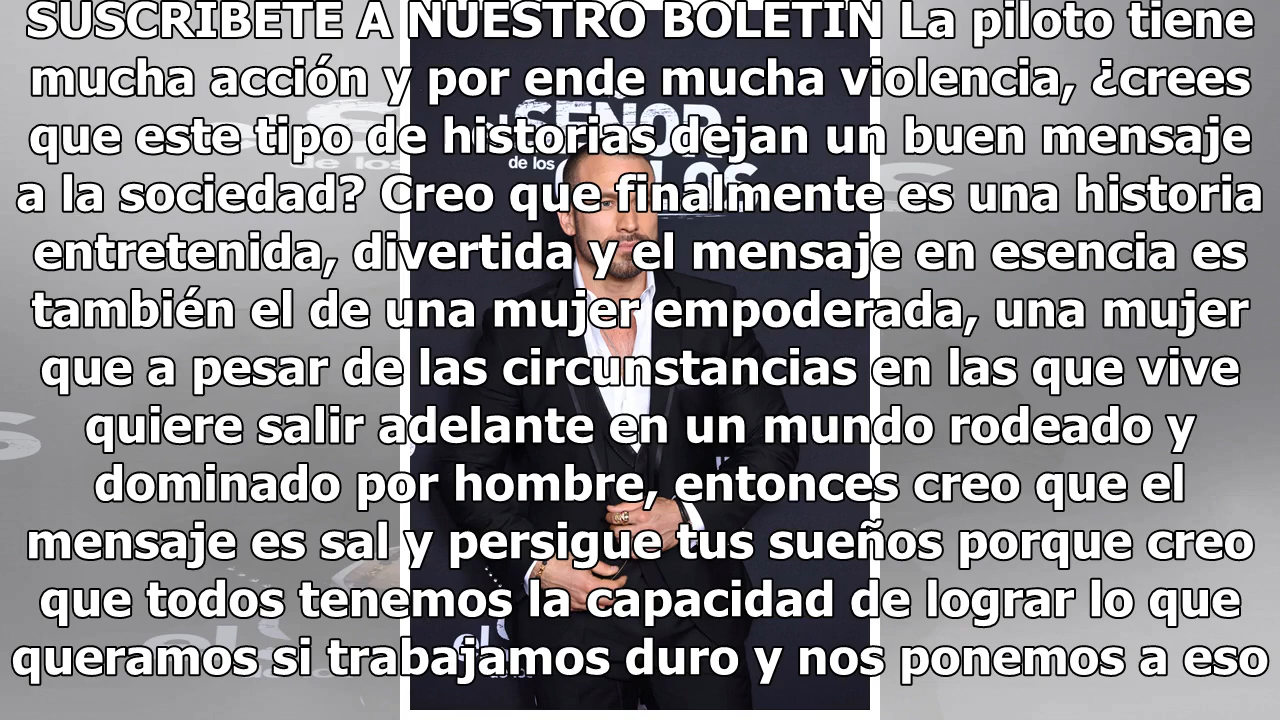 SUSCRIBETE A NUESTRO BOLETIN La piloto tiene
mucha acción y por ende mucha violencia, ¿crees
que este tipo de historias dejan un buen mensaje
a la sociedad? Creo que finalmente es una historia
entretenida, divertida y el mensaje en esencia es
también el de una mujer empoderada, una mujer
que a pesar de las circunstancias en las que vive
quiere salir adelante en un mundo rodeado y
dominado por hombre, entonces creo que el
mensaje es sal y persigue tus sueños porque creo
que todos tenemos la capacidad de lograr lo que
queramos si trabajamos duro y nos ponemos a eso
el SEÑOR
de los